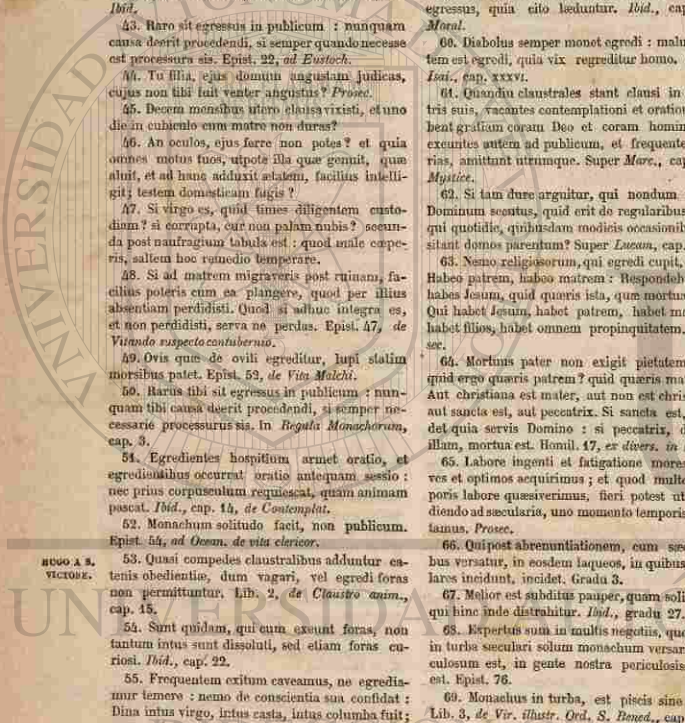 Ibid.
43. Raro sit egressus in publicum : nunquam
causa deerit procedendi, si semper quando necesse
est processura sis. Epist. 22, ad Eustoch.
44. Tu filia, ejus domum angustam judicas,
cujus non tibi fuit venter angustus? Prosec.
45. Decem mensibus utero clausa vixisti, et uno
die in cubiculo cum matre non duras?
46. An oculos, ejus ferre non potes? et quia
omnes motus tuos, utpote illa quæ genuit, quæ
aluit, et ad hanc adduxit ætatem, facilius intelli-
git; testem domesticam fugis?
47. Si virgo es, quid times diligentem custo-
diam? si corrupta, cur non palam nubis? secun-
da post naufragium tabula est : quod male cœpe-
ris, saltem hoc remedio temperare.
48. Si ad matrem migraveris post ruinam, fa-
cilius poteris cum ea plangere, quod per illius
absentiam perdidisti. Quod si adhuc integra es,
et non perdidisti, serva ne perdas. Epist. 47, de
Vitando suspecto contubernio.
49. Ovis quæ de ovili egreditur, lupi statim
morsibus patet. Epist. 52, de Vita Malchi.
50. Rarus tibi sit egressus in publicum : nun-
quam tibi causa deerit procedendi, si semper ne-
cessarie processurus sis. In Regula Monachorum,
cap. 3.
51. Egredientes hospitium armet oratio, et
egredientibus occurrat oratio antequam sessio :
nec prius corpusculum requiescat, quam animam
pascat. Ibid., cap. 14, de Contemplat.
52. Monachum solitudo facit, non publicum.
Epist. 54, ad Ocean. de vita clericor.
HUGO A S.
VICTORE.
53. Quasi compedes claustralibus adduntur ca-
tenis obedientiæ, dum vagari, vel egredi foras
non permittuntur. Lib. 2, de Claustro anim.,
cap. 15.
54. Sunt quidam, qui cum exeunt foras, non
tantum intus sunt dissoluti, sed etiam foras cu-
riosi. Ibid., cap. 22.
55. Frequentem exitum caveamus, ne egredia-
mur temere : nemo de conscientia sua confidat :
Dina intus virgo, intus casta, intus columba fuit;
egressus, quia cito læduntur. Ibid., cap
Moral.
60. Diabolus semper monet egredi : malu
tem est egredi, quia vix regreditur homo.
Isai., cap. XXXVI.
61. Quandiu claustrales stant clausi in
tris suis, vacantes contemplationi et oration
bent gratiam coram Deo et coram homin
exeuntes autem ad publicum, et frequente
rias, amittunt utrumque. Super Marc., cap
Mystice.
62. Si tam dure arguitur, qui nondum
Dominum secutus, quid erit de regularibus
qui quotidie, quibusdam modicis occasionib
sitant domos parentum? Super Lucam, cap.
63. Nemo religiosorum, qui egredi cupit,
Habeo patrem, habeo matrem : Respondeb
habes Jesum, quid quæris ista, quæ mortua
Qui habet Jesum, habet patrem, habet ma
habet filios, habet omnem propinquitatem.
sec.
64. Mortuus pater non exigit pietatem
quid ergo quæris patrem? quid quæris ma
Aut christiana est mater, aut non est chris
aut sancta est, aut peccatrix. Si sancta est,
det quia servis Domino : si peccatrix, d
illam, mortua est. Homil. 17, ex divers. in
65. Labore ingenti et fatigatione mores
ves et optimos acquirimus ; et quod multo
poris labore quæsiverimus, fieri potest ut
diendo ad sæcularia, uno momento temporis
tamus. Prosec.
66. Qui post abrenuntiationem, cum sæc
bus versatur, in eosdem laqueos, in quibus
lares incidunt, incidet. Gradu 3.
67. Melior est subditus pauper, quam soli
qui hinc inde distrahitur. Ibid., gradu 27.
68. Expertus sum in multis negotiis, quo
in turba sæculari solum monachum versar
culosum est, in gente nostra periculosis
est. Epist. 76.
69. Monachus in turba, est piscis sine
Lib. 3, de Vir. illustr. Ord. S. Bened., cap